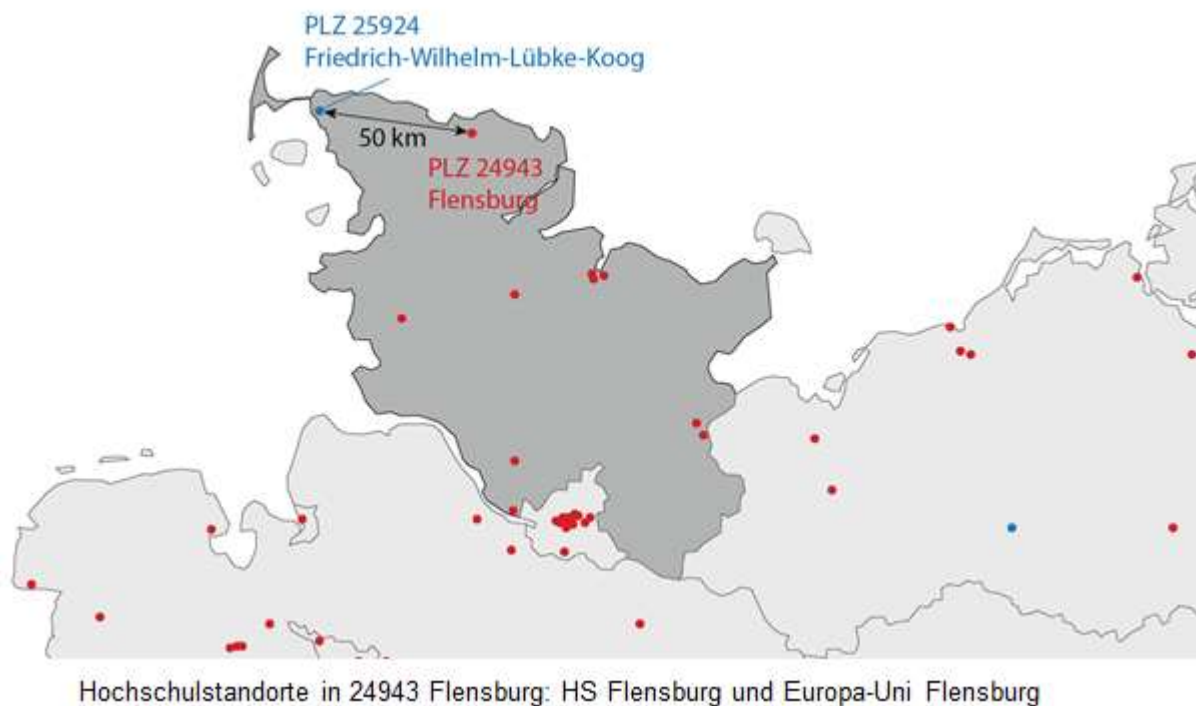 PLZ 25924
Friedrich-Wilhelm-Lübke-Koog
50 km
PLZ 24943
Flensburg
Hochschulstandorte in 24943 Flensburg: HS Flensburg und Europa-Uni Flensburg